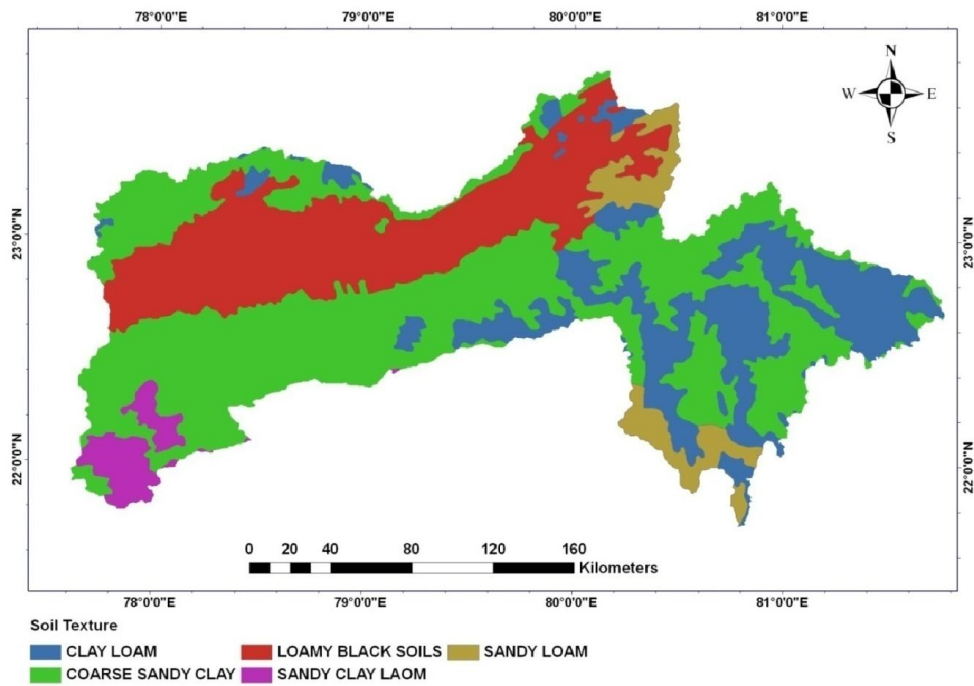 78°0'0"E 79°0'0"E 80°0'0"E 81°0'0"E
N
W E
S
23°0'0"N 23°0'0"N
22°0'0"N 22°0'0"N
0 20 40 80 120 160
Kilometers
78°0'0"E 79°0'0"E 80°0'0"E 81°0'0"E
Soil Texture
CLAY LOAM LOAMY BLACK SOILS SANDY LOAM
COARSE SANDY CLAY SANDY CLAY LAOM